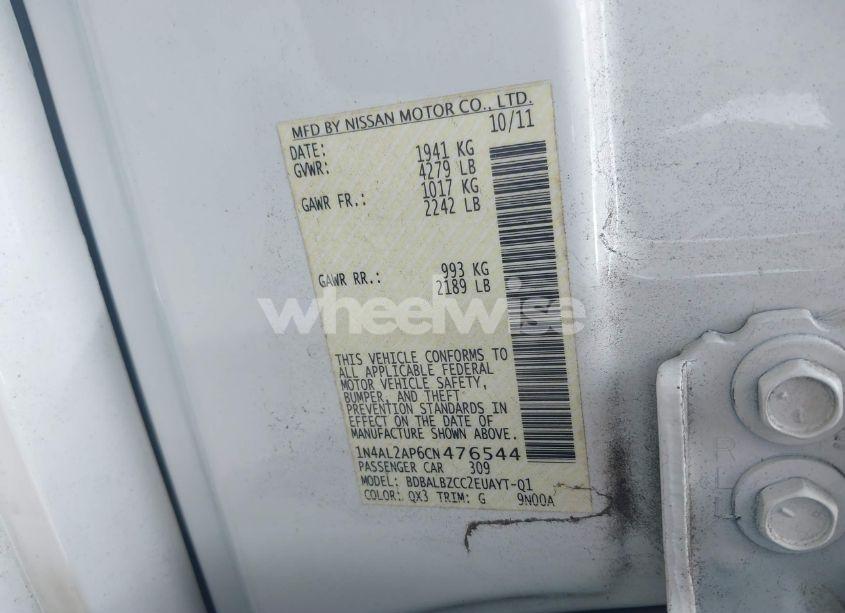 MFD BY NISSAN MOTOR CO., LTD.
DATE: 10/11
GVWR: 1941 KG
4279 LB
GAWR FR.: 1017 KG
2242 LB
GAWR RR.: 993 KG
2189 LB
wheelwise
THIS VEHICLE CONFORMS TO
ALL APPLICABLE FEDERAL
MOTOR VEHICLE SAFETY,
BUMPER, AND THEFT
PREVENTION STANDARDS IN
EFFECT ON THE DATE OF
MANUFACTURE SHOWN ABOVE.
1N4AL2AP6CN476544
PASSENGER CAR 309
MODEL: BDBALBZCC2EUAYT-Q1
COLOR: QX3 TRIM: G 9N00A